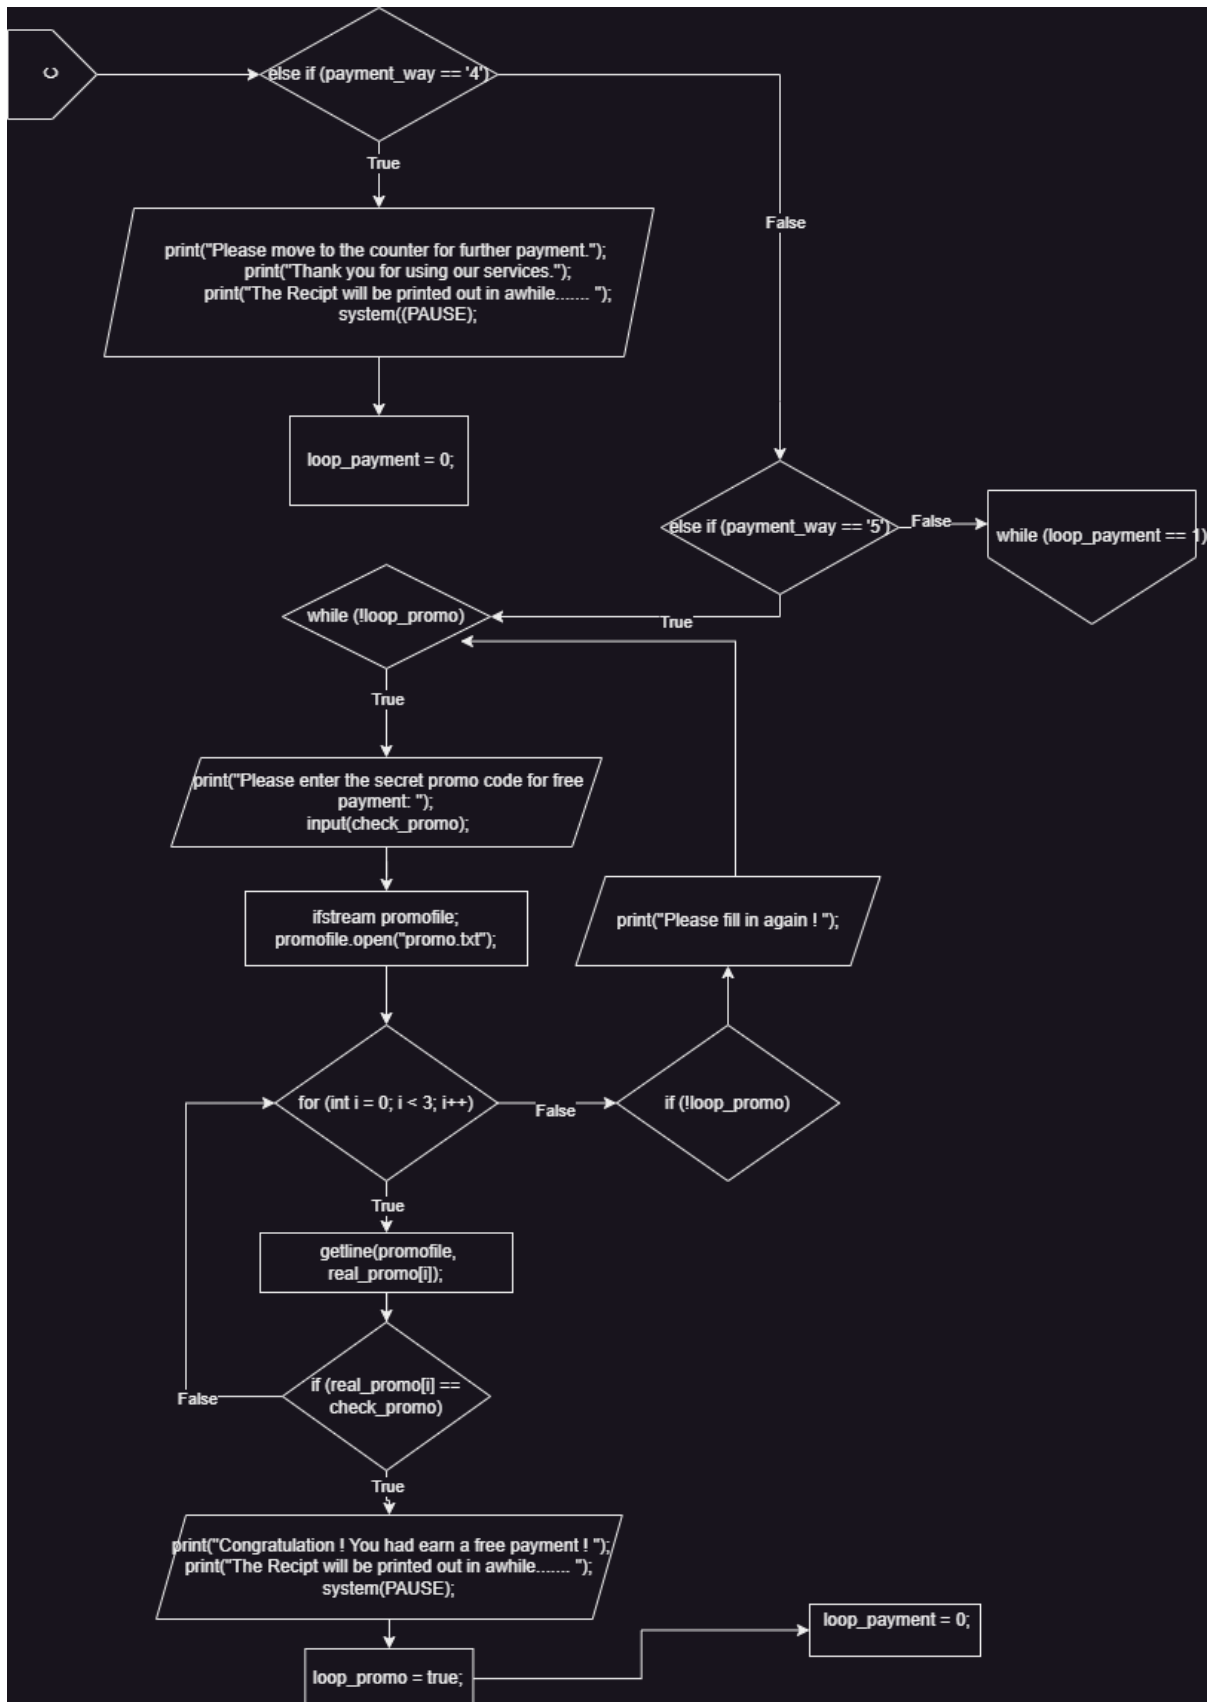 C
else if (payment_way == '4')
True
False
print("Please move to the counter for further payment.");
print("Thank you for using our services.");
print("The Recipt will be printed out in awhile....... ");
system((PAUSE);
loop_payment = 0;
else if (payment_way == '5')
False
while (loop_payment == 1)
True
while (!loop_promo)
True
print("Please enter the secret promo code for free
payment: ");
input(check_promo);
ifstream promofile;
promofile.open("promo.txt");
print("Please fill in again ! ");
for (int i = 0; i < 3; i++)
False
if (!loop_promo)
True
getline(promofile,
real_promo[i]);
if (real_promo[i] ==
check_promo)
False
True
print("Congratulation ! You had earn a free payment ! ");
print("The Recipt will be printed out in awhile....... ");
system(PAUSE);
loop_payment = 0;
loop_promo = true;